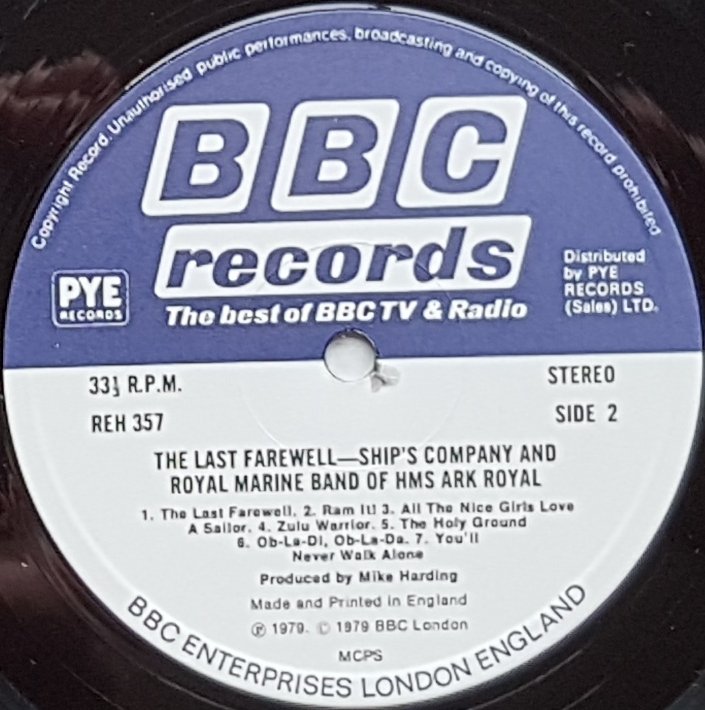 Copyright Record. Unauthorised public performances, broadcasting and copying of this record prohibited
BBC
records
The best of BBC TV & Radio
PYE
RECORDS
Distributed
by PYE
RECORDS
(Sales) LTD.
33⅓ R.P.M.
STEREO
REH 357
SIDE 2
THE LAST FAREWELL—SHIP'S COMPANY AND
ROYAL MARINE BAND OF HMS ARK ROYAL
1. The Last Farewell. 2. Ram It! 3. All The Nice Girls Love
A Sailor. 4. Zulu Warrior. 5. The Holy Ground
6. Ob-La-Di, Ob-La-Da. 7. You'll
Never Walk Alone
Produced by Mike Harding
Made and Printed in England
℗ 1979. © 1979 BBC London
MCPS
BBC ENTERPRISES LONDON ENGLAND